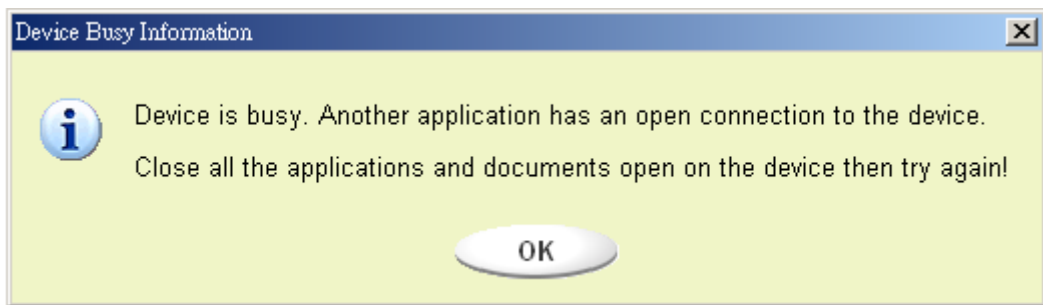 Device Busy Information
Device is busy. Another application has an open connection to the device.
Close all the applications and documents open on the device then try again!
OK